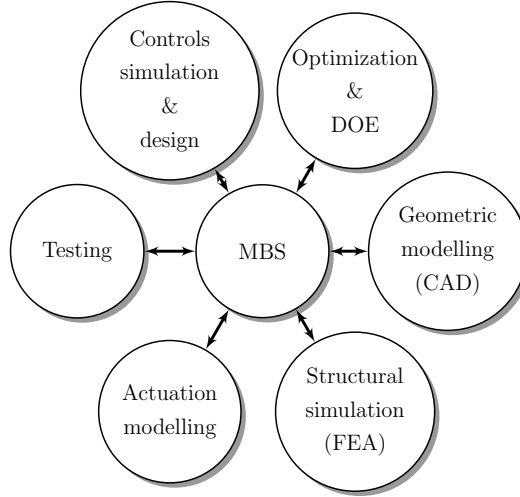 Controls
simulation
&
design
Optimization
&
DOE
Testing
MBS
Geometric
modelling
(CAD)
Actuation
modelling
Structural
simulation
(FEA)